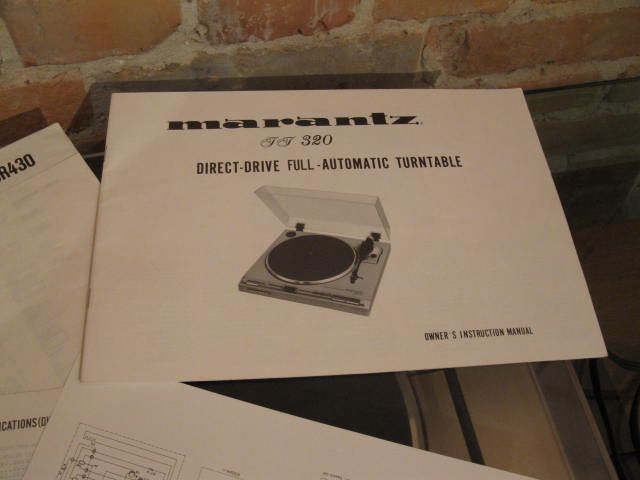 marantz
TT 320
DIRECT-DRIVE FULL-AUTOMATIC TURNTABLE
OWNER'S INSTRUCTION MANUAL
R430
ICATIONS(